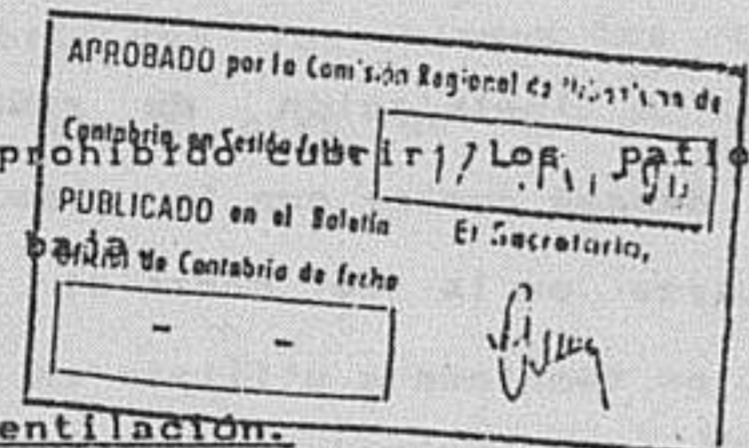 APROBADO por la Comisión Regional de de
Cantabria en Sesión fecha
prohibido cubrir los patio
PUBLICADO en el Boletín
El Secretario,
baja
Oficial de Cantabria de fecha
- -
entilación.